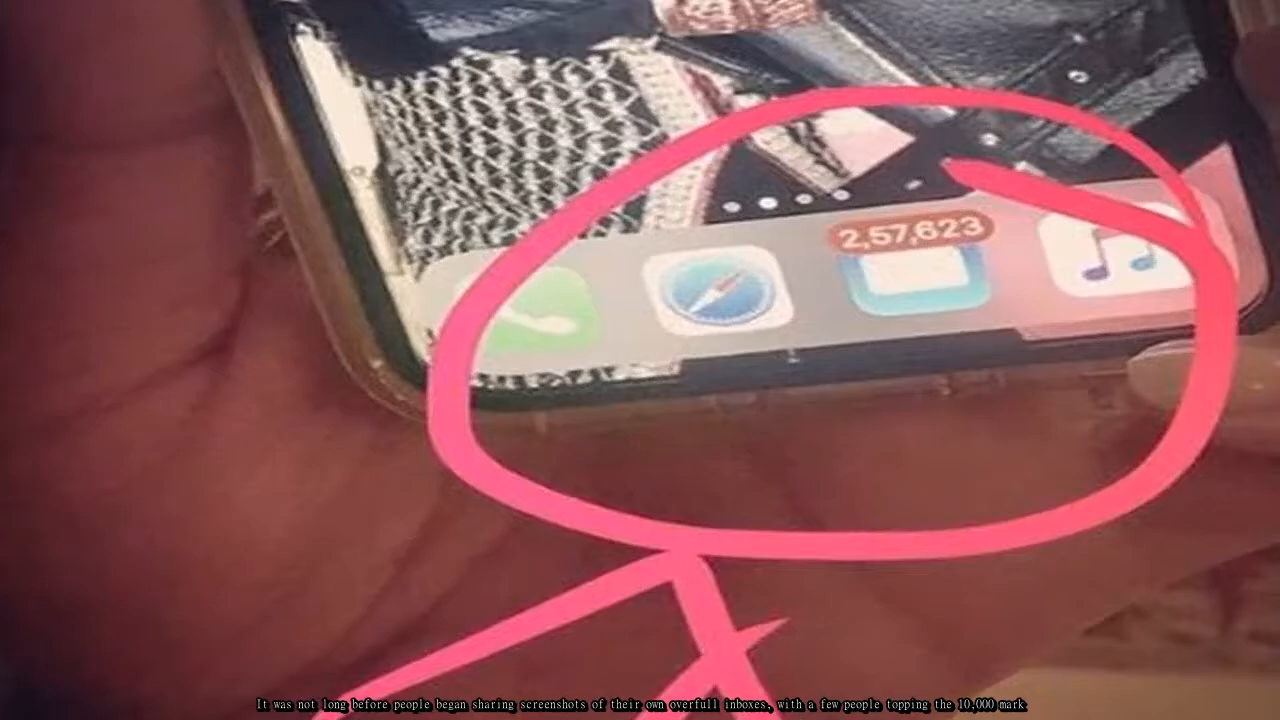 2,57,623
It was not long before people began sharing screenshots of their own overfull inboxes, with a few people topping the 10,000 mark.